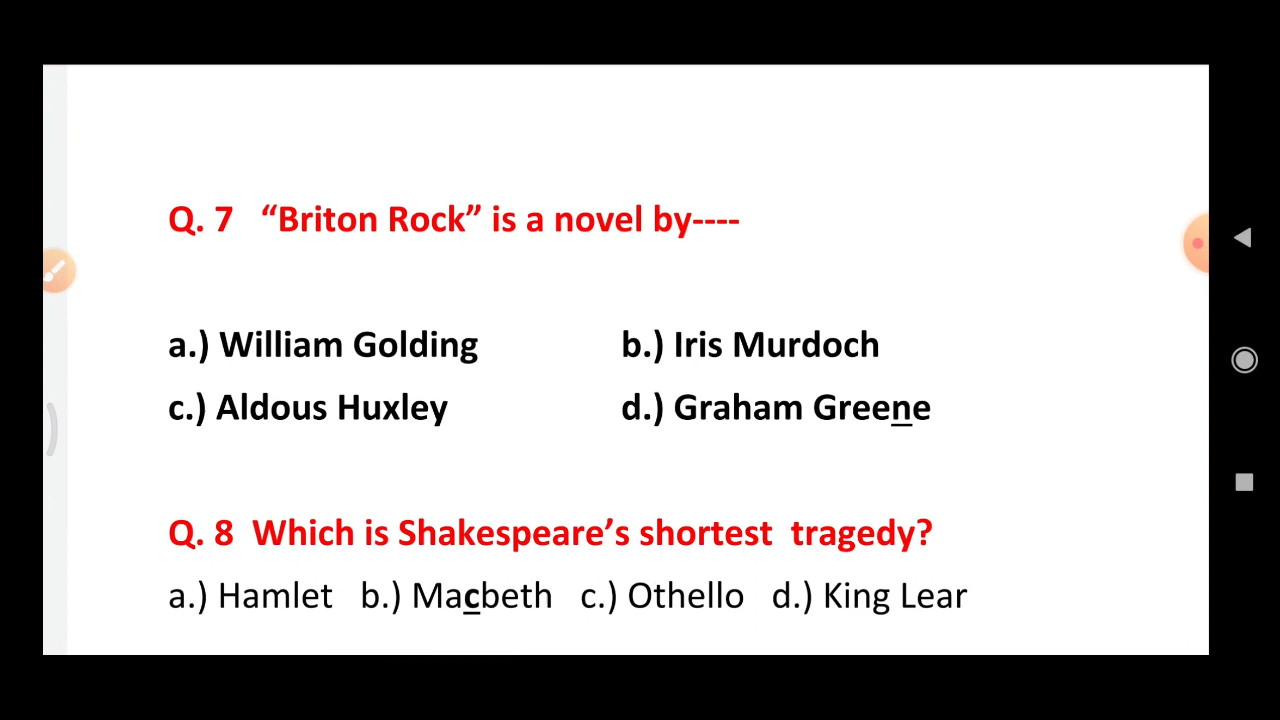 Q. 7 “Briton Rock” is a novel by----
a.) William Golding b.) Iris Murdoch
c.) Aldous Huxley d.) Graham Greene
Q. 8 Which is Shakespeare’s shortest tragedy?
a.) Hamlet b.) Macbeth c.) Othello d.) King Lear